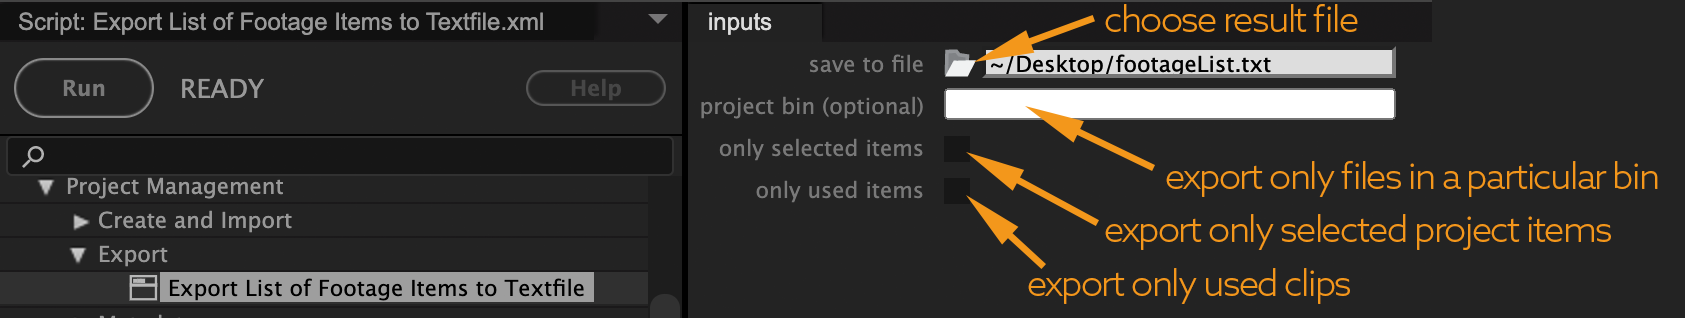 Script: Export List of Footage Items to Textfile.xml
Run
READY
Help
Project Management
Create and Import
Export
Export List of Footage Items to Textfile
inputs
choose result file
save to file
~/Desktop/footageList.txt
project bin (optional)
only selected items
export only files in a particular bin
only used items
export only selected project items
export only used clips